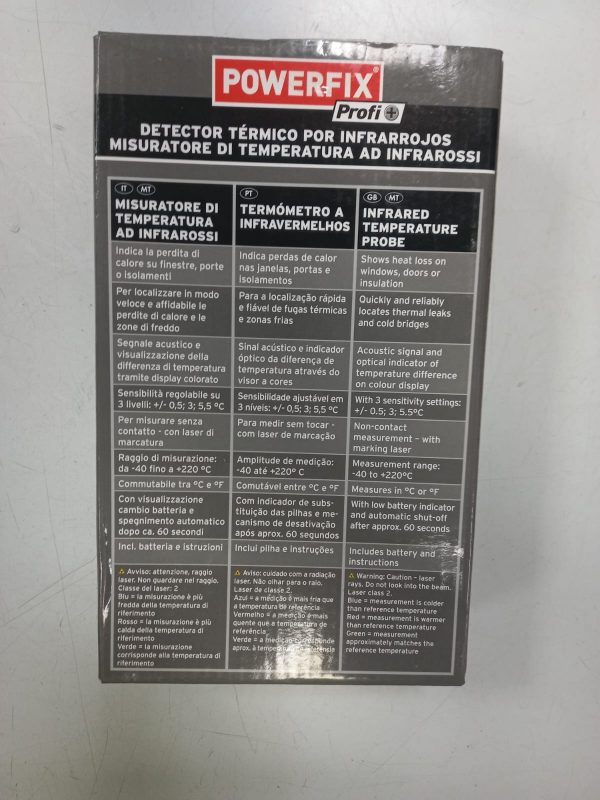 POWERFIX®
Profi+
DETECTOR TÉRMICO POR INFRARROJOS
MISURATORE DI TEMPERATURA AD INFRAROSSI
IT MT
MISURATORE DI
TEMPERATURA
AD INFRAROSSI
Indica la perdita di
calore su finestre, porte
o isolamenti
Per localizzare in modo
veloce e affidabile le
perdite di calore e le
zone di freddo
Segnale acustico e
visualizzazione della
differenza di temperatura
tramite display colorato
Sensibilità regolabile su
3 livelli: +/- 0,5; 3; 5,5 °C
Per misurare senza
contatto - con laser di
marcatura
Raggio di misurazione:
da -40 fino a +220 °C
Commutabile tra °C e °F
Con visualizzazione
cambio batteria e
spegnimento automatico
dopo ca. 60 secondi
Incl. batteria e istruzioni
Avviso: attenzione, raggio
laser. Non guardare nel raggio.
Classe del laser: 2
Blu = la misurazione è più
fredda della temperatura di
riferimento
Rosso = la misurazione è più
calda della temperatura di
riferimento
Verde = la misurazione
corrisponde alla temperatura di
riferimento
PT
TERMÓMETRO A
INFRAVERMELHOS
Indica perdas de calor
nas janelas, portas e
isolamentos
Para a localização rápida
e fiável de fugas térmicas
e zonas frias
Sinal acústico e indicador
óptico da diferença de
temperatura através do
visor a cores
Sensibilidade ajustável em
3 níveis: +/- 0,5; 3; 5,5 °C
Para medir sem tocar -
com laser de marcação
Amplitude de medição:
-40 até +220° C
Comutável entre °C e °F
Com indicador de subs-
tituição das pilhas e me-
canismo de desativação
após aprox. 60 segundos
Inclui pilha e instruções
Aviso: cuidado com a radiação
laser. Não olhar para o raio.
Laser de classe 2.
Azul = a medição é mais fria que
a temperatura de referência
Vermelho = a medição é mais
quente que a temperatura de
referência
Verde = a medição corresponde
aprox. à temperatura de referência
GB MT
INFRARED
TEMPERATURE
PROBE
Shows heat loss on
windows, doors or
insulation
Quickly and reliably
locates thermal leaks
and cold bridges
Acoustic signal and
optical indicator of
temperature difference
on colour display
With 3 sensitivity settings:
+/- 0.5; 3; 5.5°C
Non-contact
measurement – with
marking laser
Measurement range:
-40 to +220°C
Measures in °C or °F
With low battery indicator
and automatic shut-off
after approx. 60 seconds
Includes battery and
instructions
Warning: Caution – laser
rays. Do not look into the beam.
Laser class 2.
Blue = measurement is colder
than reference temperature
Red = measurement is warmer
than reference temperature
Green = measurement
approximately matches the
reference temperature